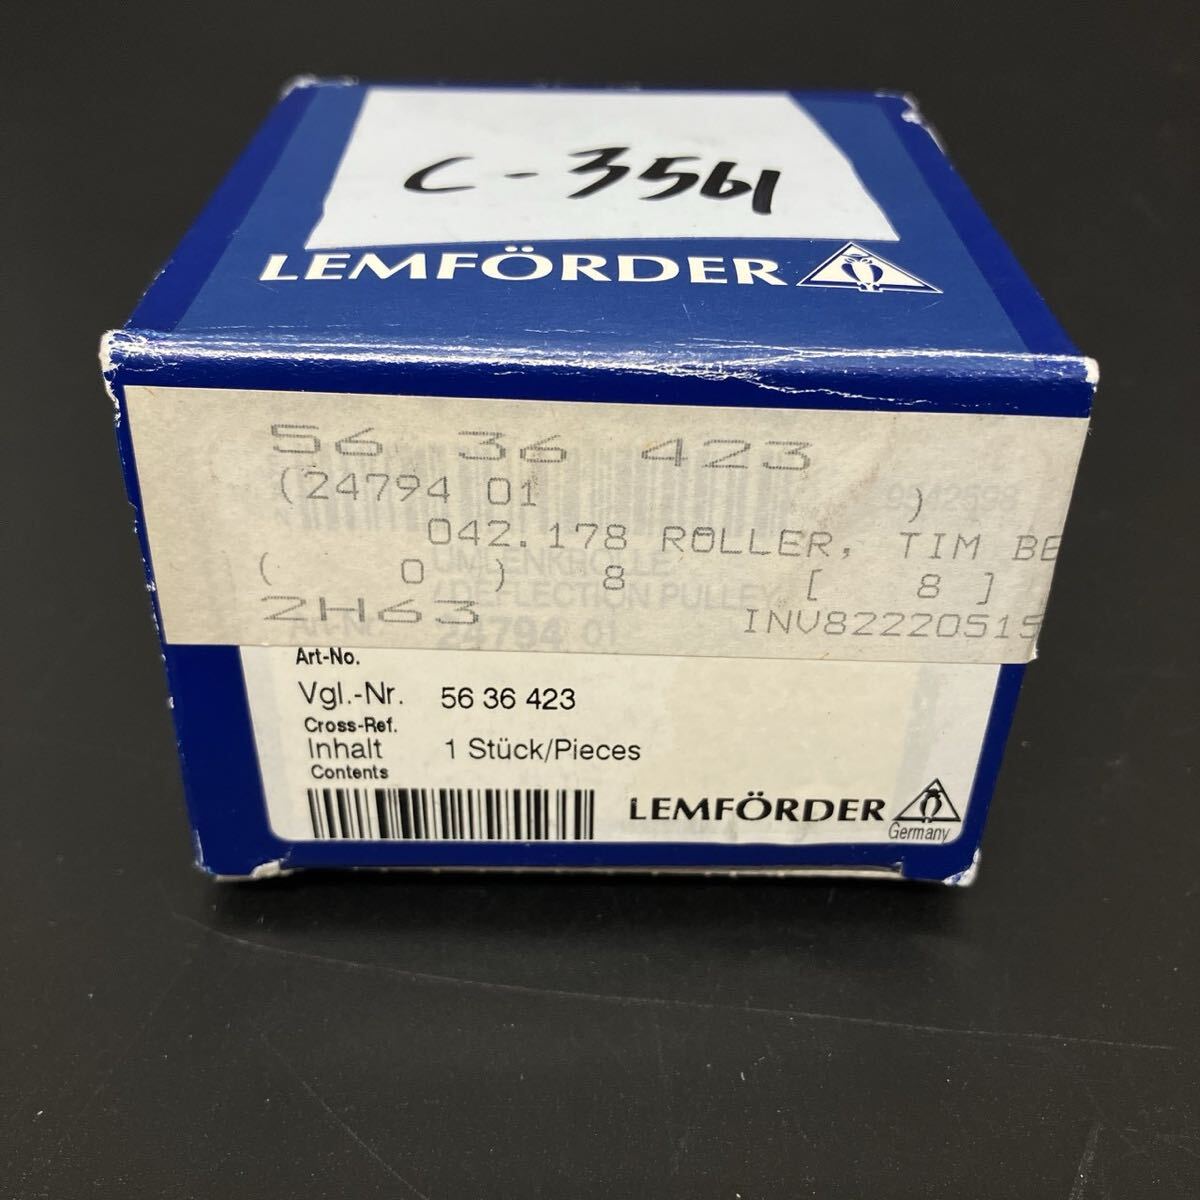 C-3561
LEMFÖRDER
56 36 423
(24794 01 )
042.178 ROLLER, TIM BE
( 0 ) 8 [ 8 ]
2H63 INV82220515
UMLENKROLLE
/DEFLECTION PULLEY
24794 01
Art-No.
Vgl.-Nr. 56 36 423
Cross-Ref.
Inhalt 1 Stück/Pieces
Contents
LEMFÖRDER
Germany